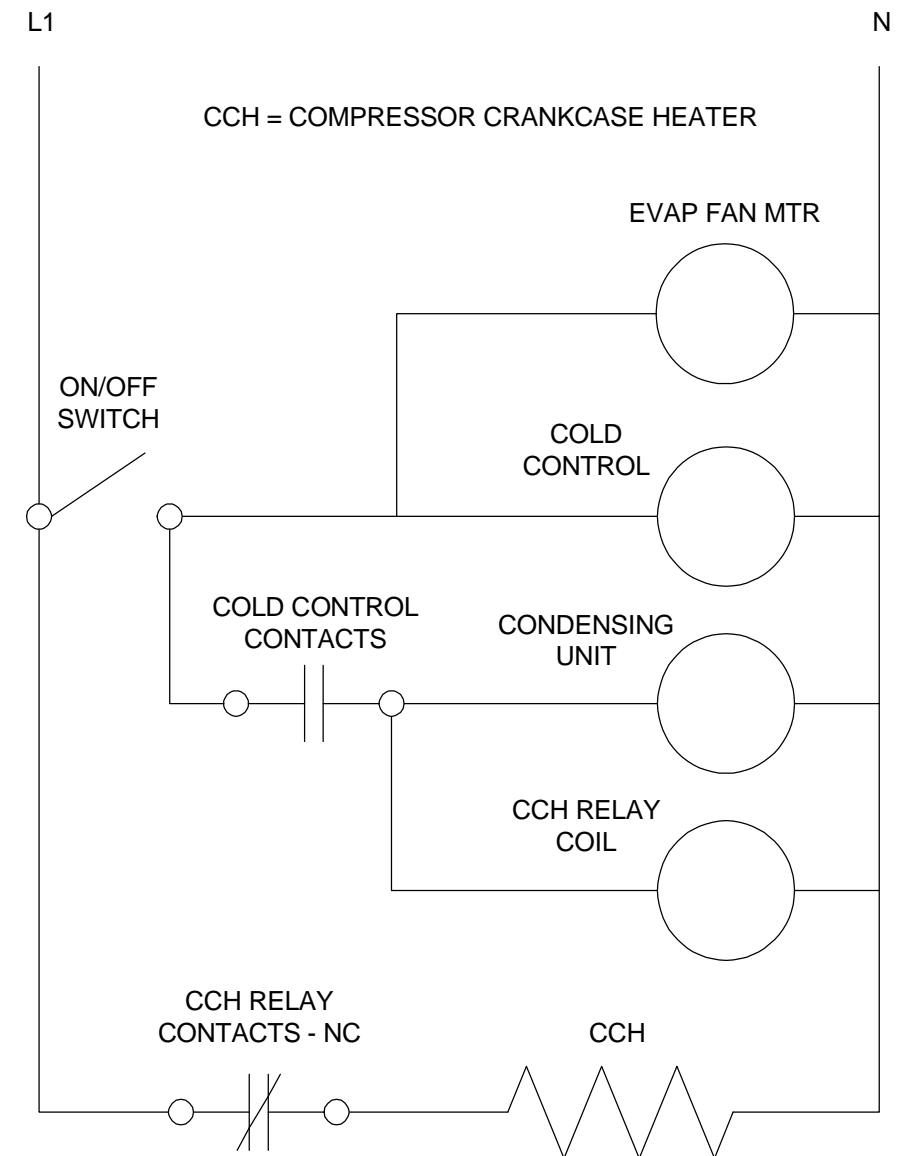 L1
N
CCH = COMPRESSOR CRANKCASE HEATER
EVAP FAN MTR
ON/OFF
SWITCH
COLD
CONTROL
COLD CONTROL
CONTACTS
CONDENSING
UNIT
CCH RELAY
COIL
CCH RELAY
CONTACTS - NC
CCH